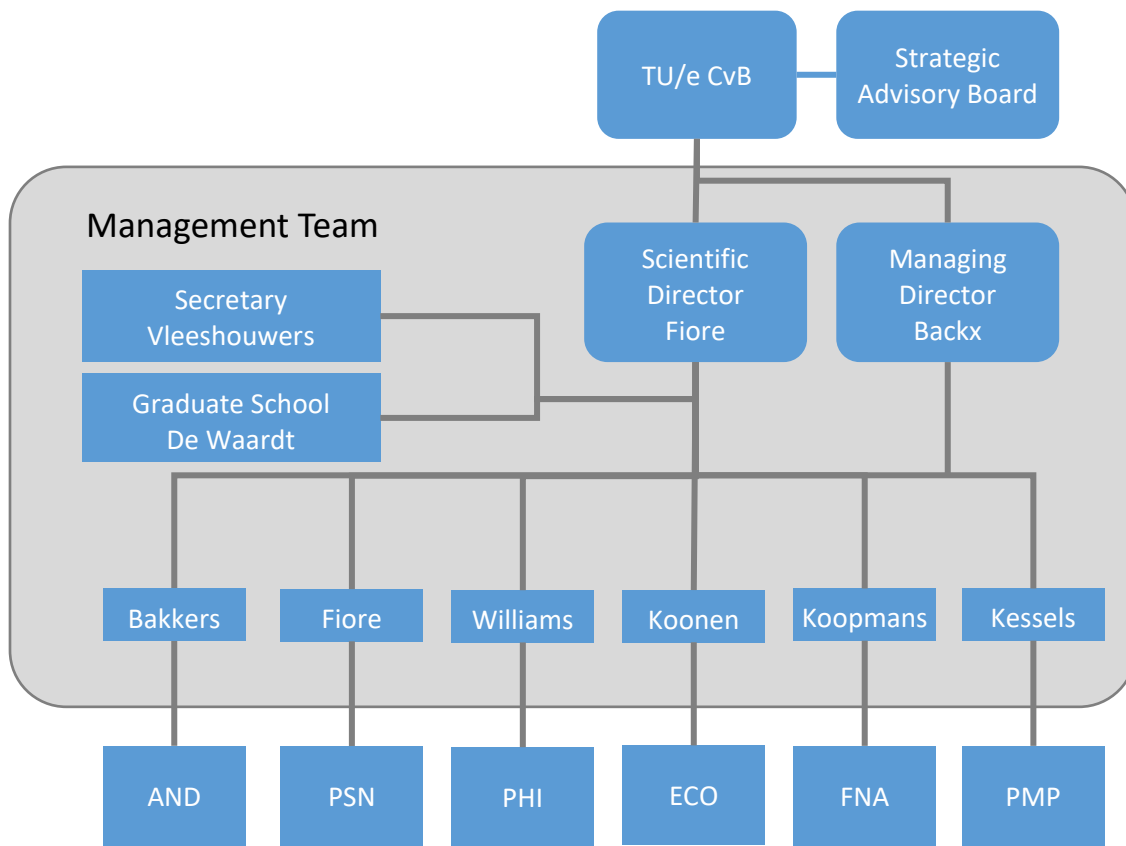 TU/e CvB
Strategic
Advisory Board
Management Team
Scientific
Director
Fiore
Managing
Director
Backx
Secretary
Vleeshouwers
Graduate School
De Waardt
Bakkers
Fiore
Williams
Koonen
Koopmans
Kessels
AND
PSN
PHI
ECO
FNA
PMP